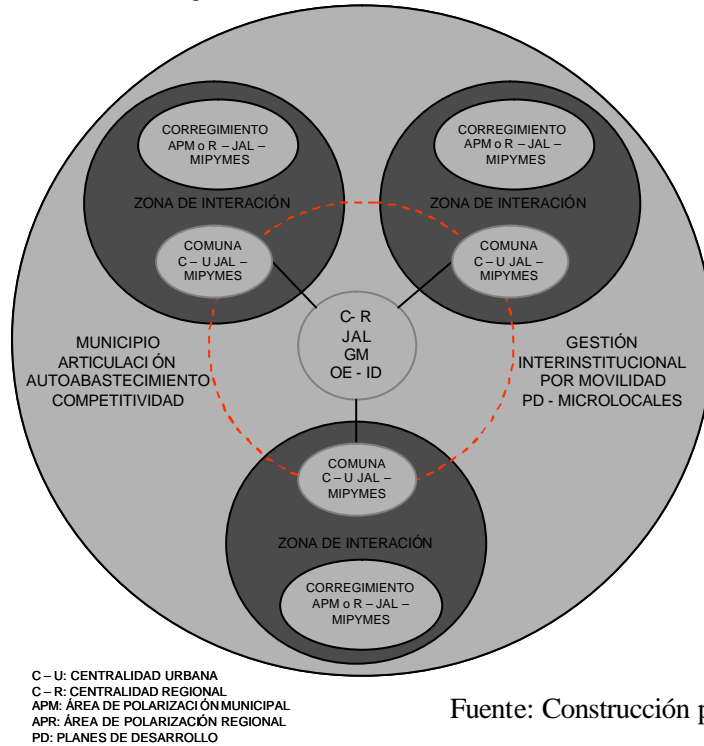 CORREGIMIENTO
APM o R – JAL –
MIPYMES
ZONA DE INTERACIÓN
COMUNA
C – U JAL –
MIPYMES
CORREGIMIENTO
APM o R – JAL –
MIPYMES
ZONA DE INTERACIÓN
COMUNA
C – U JAL –
MIPYMES
C- R
JAL
GM
OE - ID
MUNICIPIO
ARTICULACIÓN
AUTOABASTECIMIENTO
COMPETITIVIDAD
GESTIÓN
INTERINSTITUCIONAL
POR MOVILIDAD
PD - MICROLOCALES
COMUNA
C – U JAL –
MIPYMES
ZONA DE INTERACIÓN
CORREGIMIENTO
APM o R – JAL –
MIPYMES
C – U: CENTRALIDAD URBANA
C – R: CENTRALIDAD REGIONAL
APM: ÁREA DE POLARIZACIÓN MUNICIPAL
APR: ÁREA DE POLARIZACIÓN REGIONAL
PD: PLANES DE DESARROLLO
Fuente: Construcción p